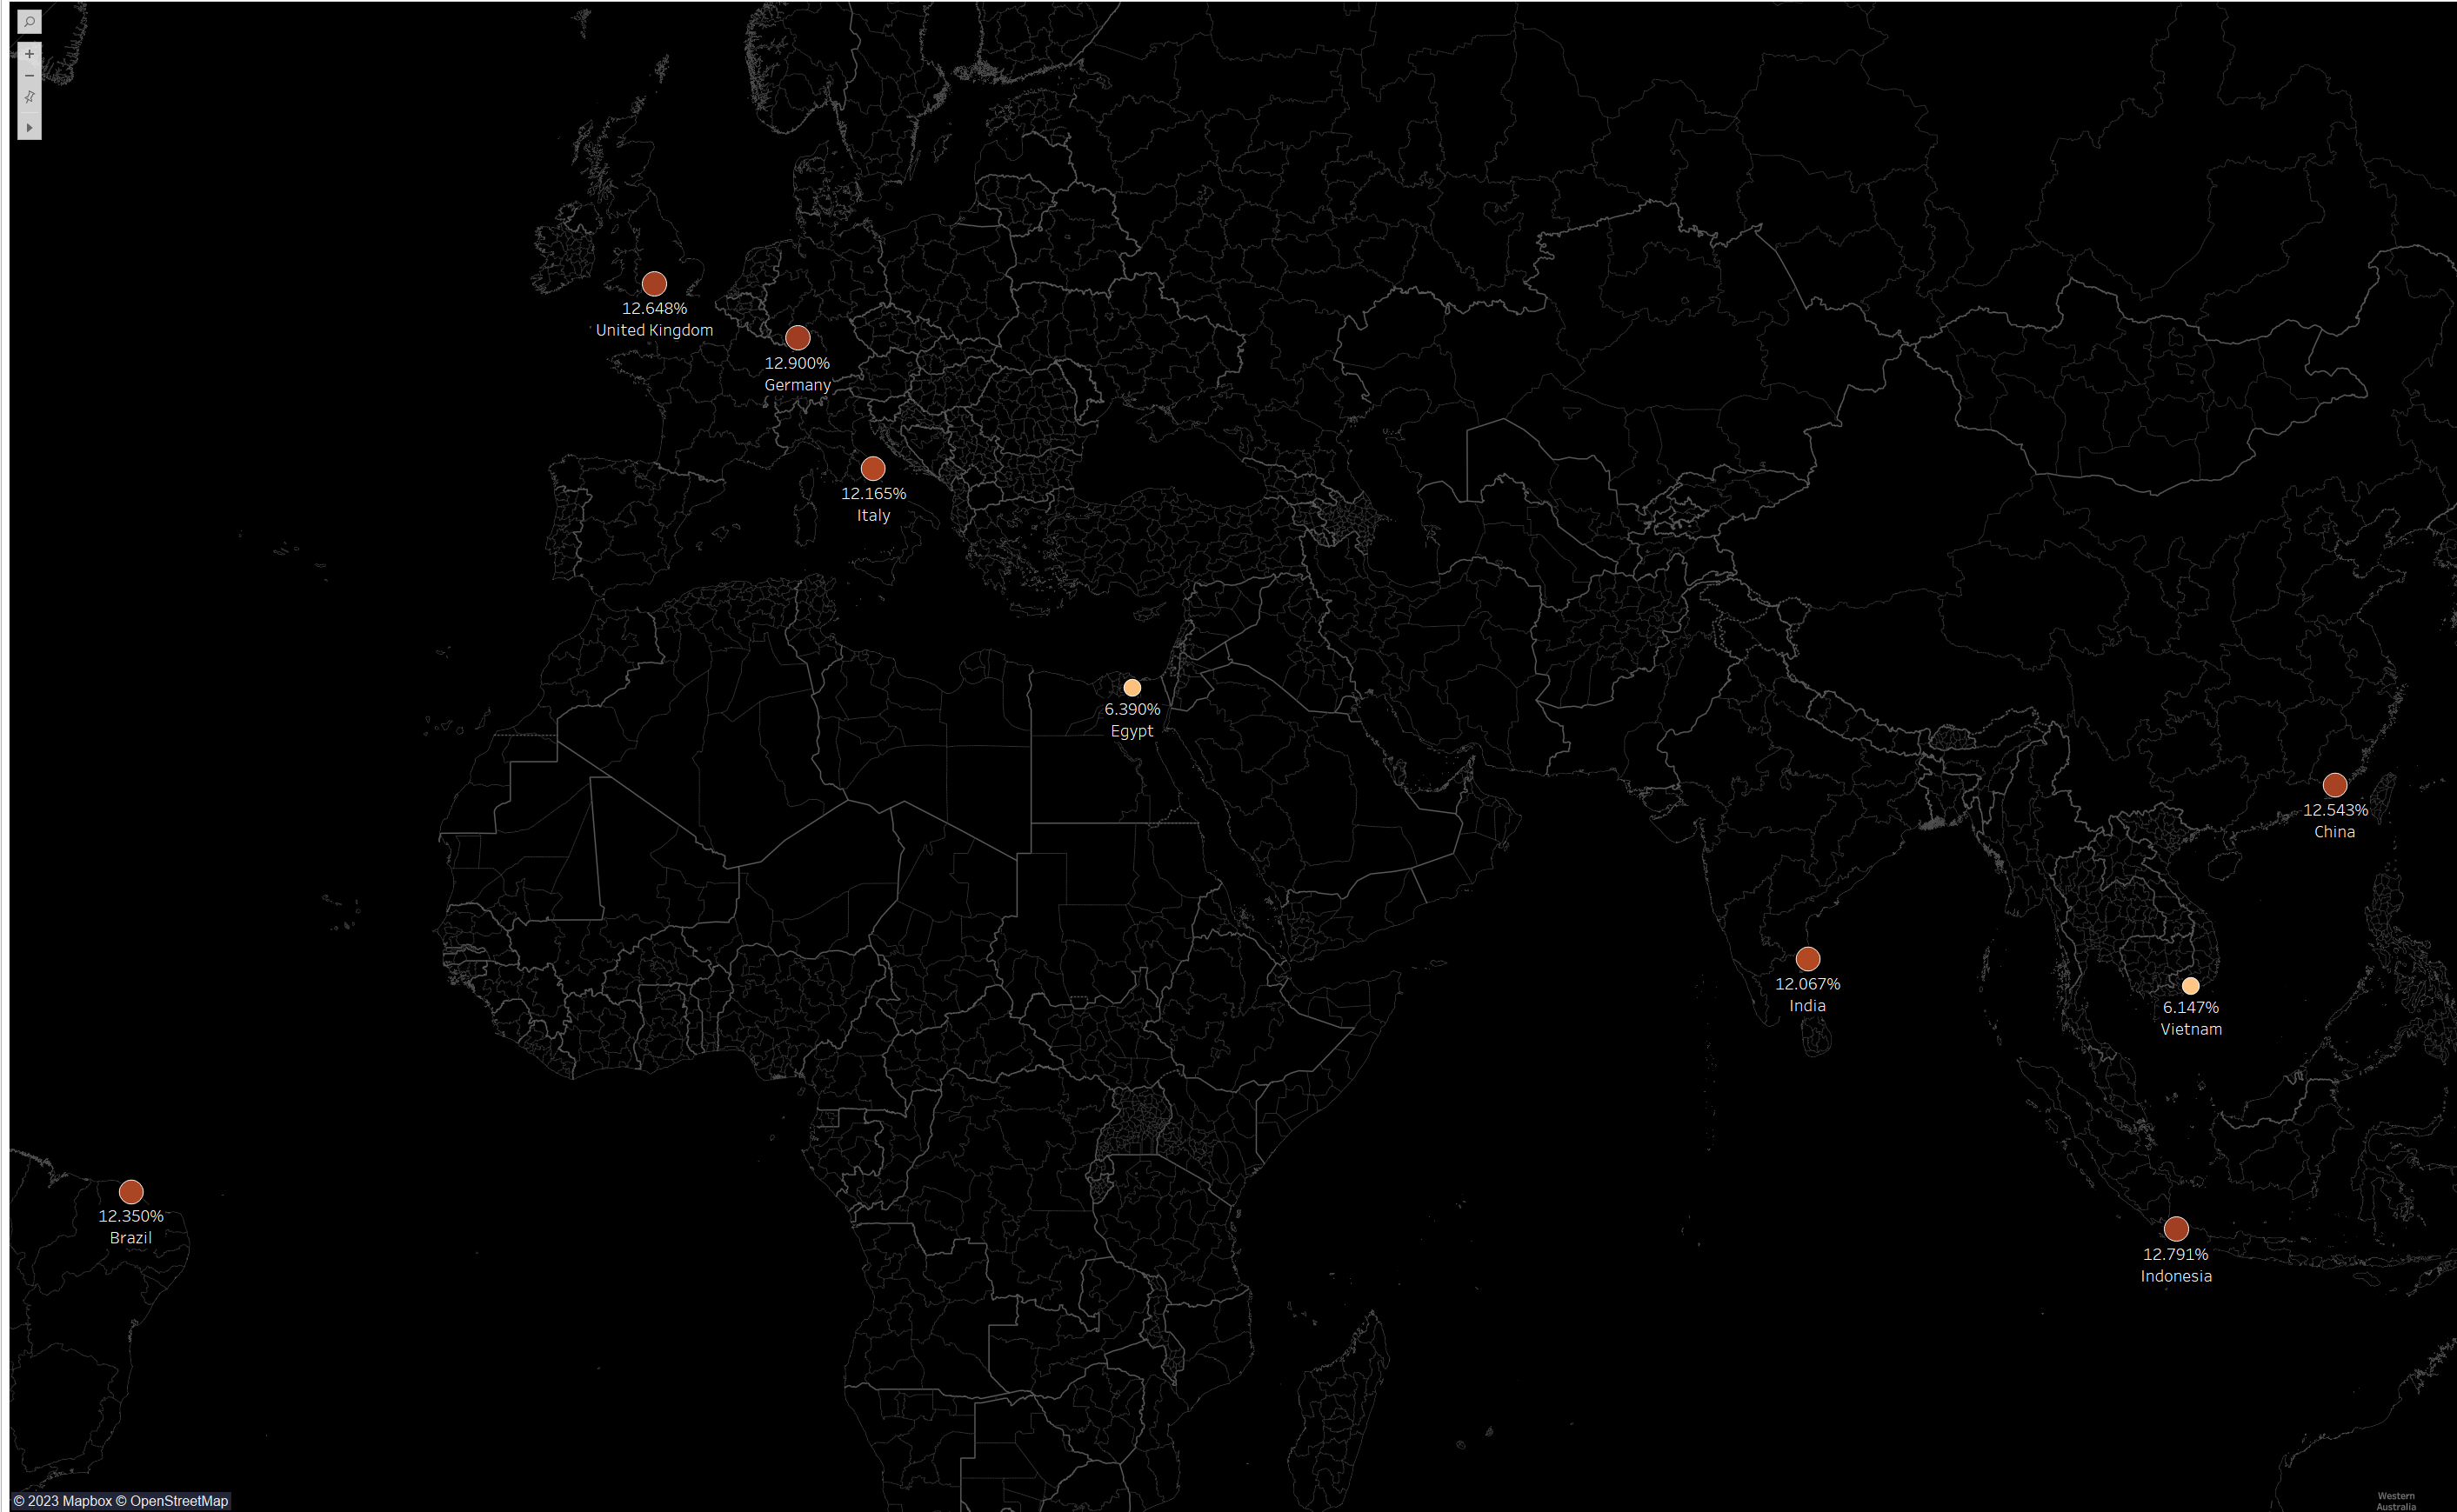 12.648%
United Kingdom
12.900%
Germany
12.165%
Italy
6.390%
Egypt
12.543%
China
12.067%
India
6.147%
Vietnam
12.350%
Brazil
12.791%
Indonesia
© 2023 Mapbox © OpenStreetMap
Western
Australia